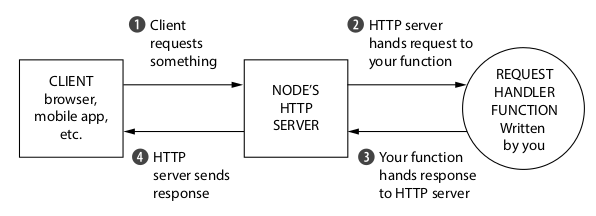 1 Client
requests
something
2 HTTP server
hands request to
your function
CLIENT
browser,
mobile app,
etc.
NODE'S
HTTP
SERVER
REQUEST
HANDLER
FUNCTION
Written
by you
4 HTTP
server sends
response
3 Your function
hands response
to HTTP server